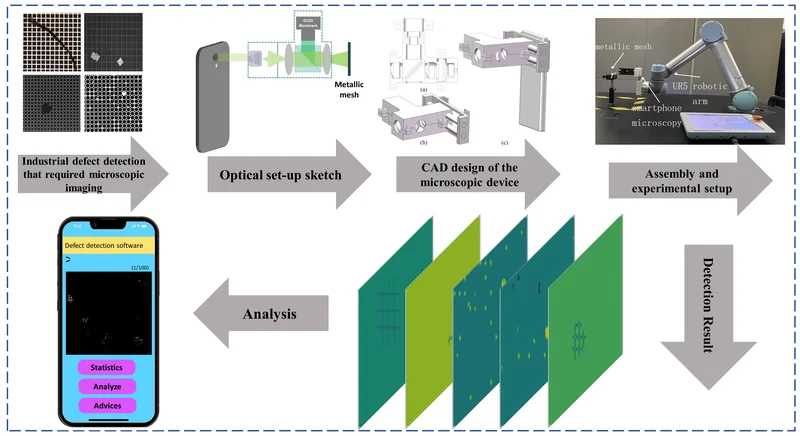 OLED
illuminant
Metallic
mesh
(a)
(b)
(c)
metallic mesh
UR5 robotic
arm
smartphone
microscopy
Industrial defect detection
that required microscopic
imaging
Optical set-up sketch
CAD design of the
microscopic device
Assembly and
experimental setup
Defect detection software
(1/100)
Statistics
Analyze
Advices
Analysis
Detection Result